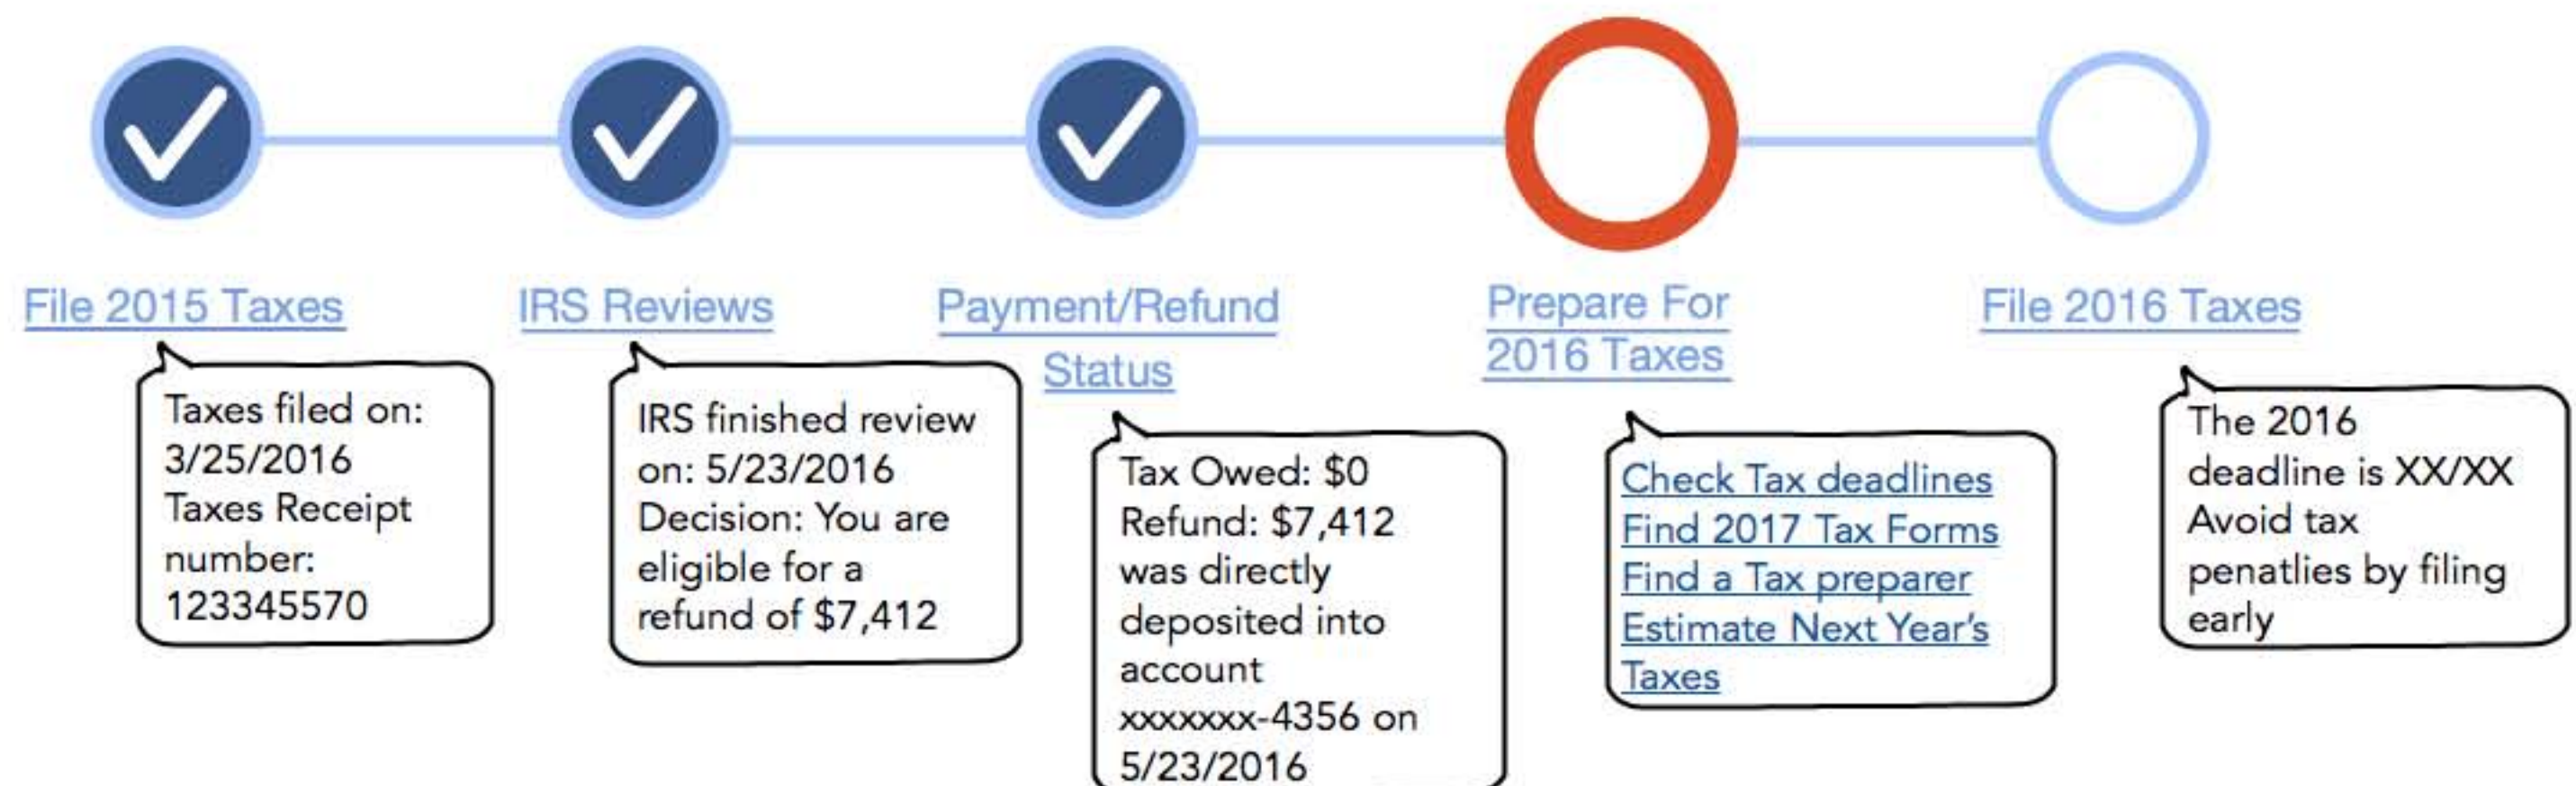 File 2015 Taxes
Taxes filed on:
3/25/2016
Taxes Receipt
number:
123345570
IRS Reviews
IRS finished review
on: 5/23/2016
Decision: You are
eligible for a
refund of $7,412
Payment/Refund
Status
Tax Owed: $0
Refund: $7,412
was directly
deposited into
account
xxxxxxx-4356 on
5/23/2016
Prepare For
2016 Taxes
Check Tax deadlines
Find 2017 Tax Forms
Find a Tax preparer
Estimate Next Year's
Taxes
File 2016 Taxes
The 2016
deadline is XX/XX
Avoid tax
penatlies by filing
early